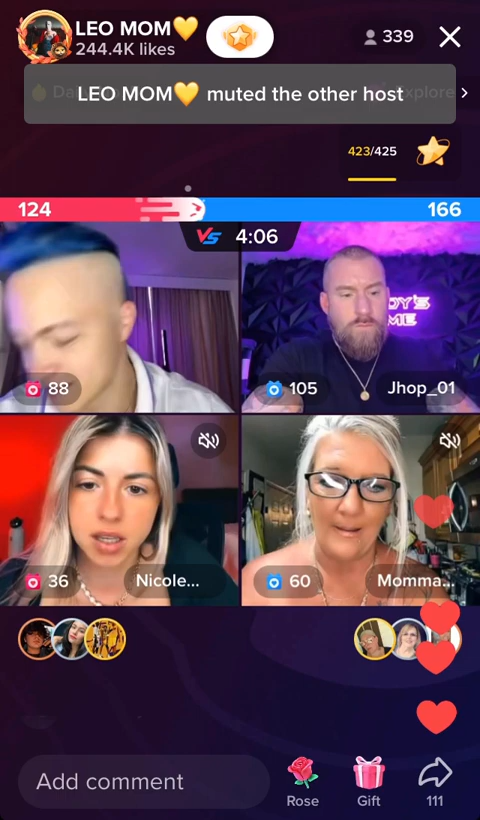 LEO MOM💛
244.4K likes
339
LEO MOM💛 muted the other host
423/425
124
166
VS 4:06
88
105
Jhop_01
36
Nicole...
60
Momma...
Add comment
Rose
Gift
111